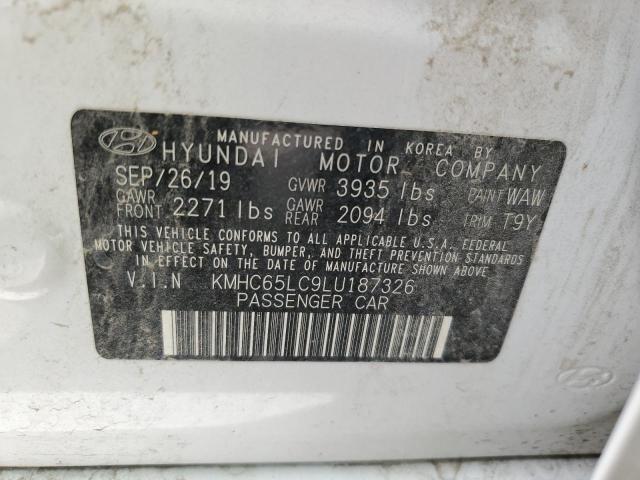 MANUFACTURED IN KOREA BY
HYUNDAI MOTOR COMPANY
SEP/26/19 GVWR 3935 lbs PAINT WAW
GAWR FRONT 2271 lbs GAWR REAR 2094 lbs TRIM T9Y
THIS VEHICLE CONFORMS TO ALL APPLICABLE U.S.A. FEDERAL
MOTOR VEHICLE SAFETY, BUMPER, AND THEFT PREVENTION STANDARDS
IN EFFECT ON THE DATE OF MANUFACTURE SHOWN ABOVE.
V.I.N KMHC65LC9LU187326
PASSENGER CAR